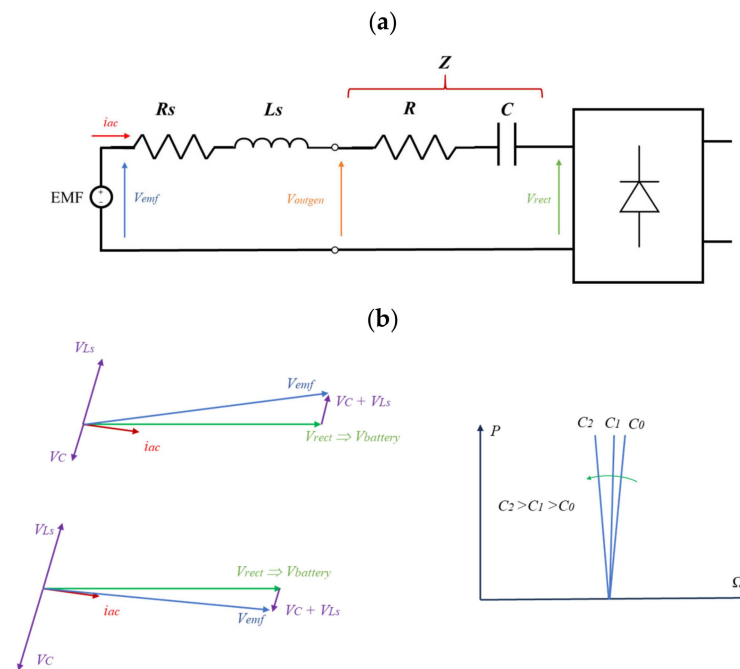 (a)
Z
Rs
Ls
R
C
iac
EMF
+
-
Vemf
Voutgen
Vrect
(b)
VLs
Vemf
VC + VLs
Vrect ⇒ Vbattery
iac
VC
VLs
Vrect ⇒ Vbattery
iac
Vemf
VC + VLs
VC
P
C2 C1 C0
C2 >C1 >C0
Ω